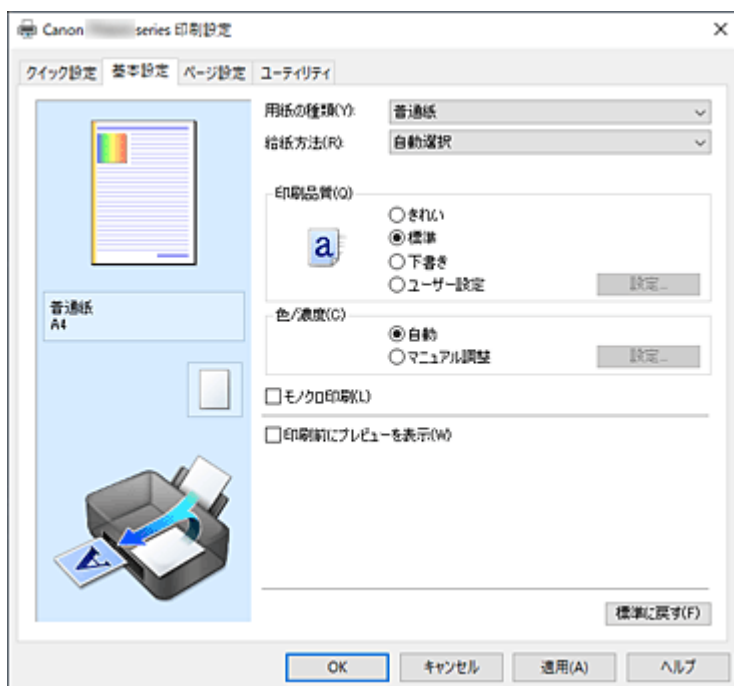 Canon series 印刷設定
クイック設定 基本設定 ページ設定 ユーティリティ
用紙の種類(Y): 普通紙
給紙方法(R): 自動選択
印刷品質(Q)
a
きれい
標準
下書き
ユーザー設定 設定...
普通紙
A4
色/濃度(C)
自動
マニュアル調整 設定...
モノクロ印刷(L)
印刷前にプレビューを表示(W)
A
標準に戻す(F)
OK キャンセル 適用(A) ヘルプ